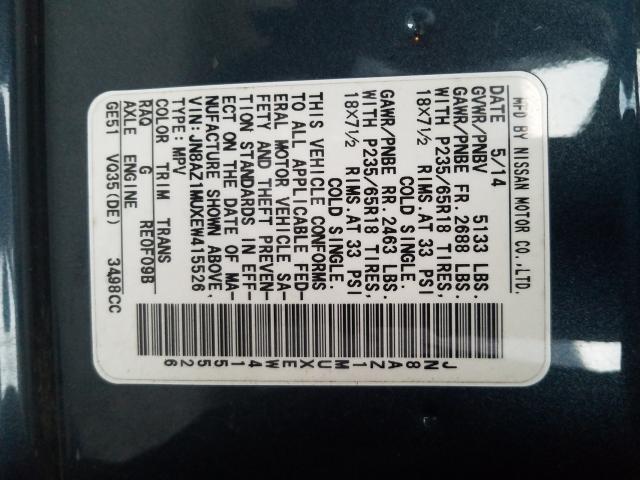 MFD BY NISSAN MOTOR CO.,LTD.
DATE 5/14
GVWR/PNBV 5133 LBS.
GAWR/PNBE FR. 2688 LBS.
WITH P235/65R18 TIRES,
18X7½ RIMS.AT 33 PSI
COLD SINGLE.
GAWR/PNBE RR. 2463 LBS.
WITH P235/65R18 TIRES,
18X7½ RIMS.AT 33 PSI
COLD SINGLE.
THIS VEHICLE CONFORMS
TO ALL APPLICABLE FED-
ERAL MOTOR VEHICLE SA-
FETY AND THEFT PREVEN-
TION STANDARDS IN EFF-
ECT ON THE DATE OF MA-
NUFACTURE SHOWN ABOVE.
VIN:JN8AZ1MUXEW415526
TYPE:MPV
COLOR TRIM TRANS
RAQ G RE0F09B
AXLE ENGINE
GE51 VQ35(DE) 3498CC
JN8AZ1MUXEW415526